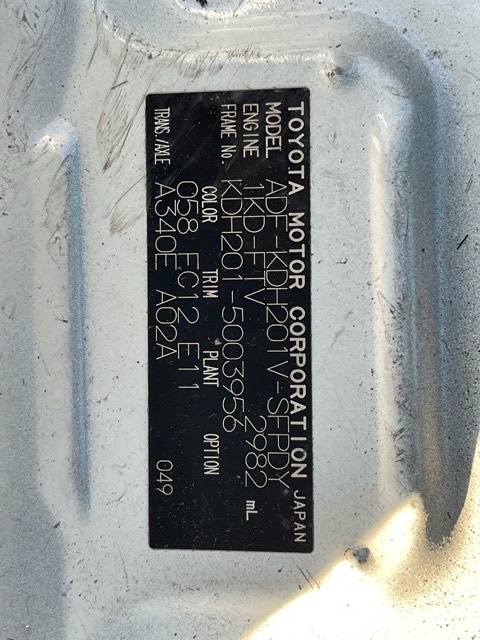 TOYOTA MOTOR CORPORATION JAPAN
MODEL ADF-KDH201V-SFPDY
ENGINE 1KD-FTV 2982 mL
FRAME No. KDH201-5003956
COLOR TRIM PLANT OPTION
058 FC12 E11
TRANS./AXLE A340E A02A
049